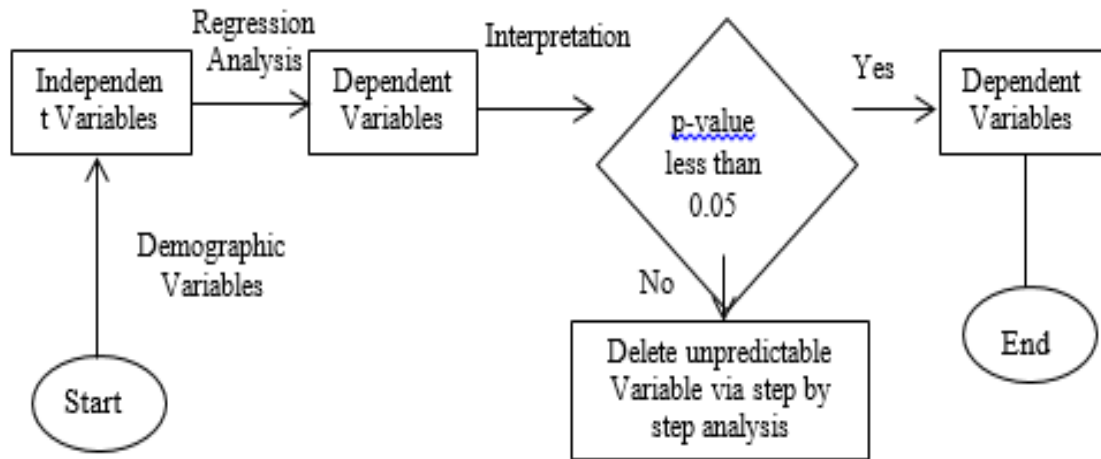 Regression
Analysis
Interpretation
Independen
t Variables
Dependent
Variables
p-value
less than
0.05
Yes
Dependent
Variables
Demographic
Variables
No
Delete unpredictable
Variable via step by
step analysis
Start
End